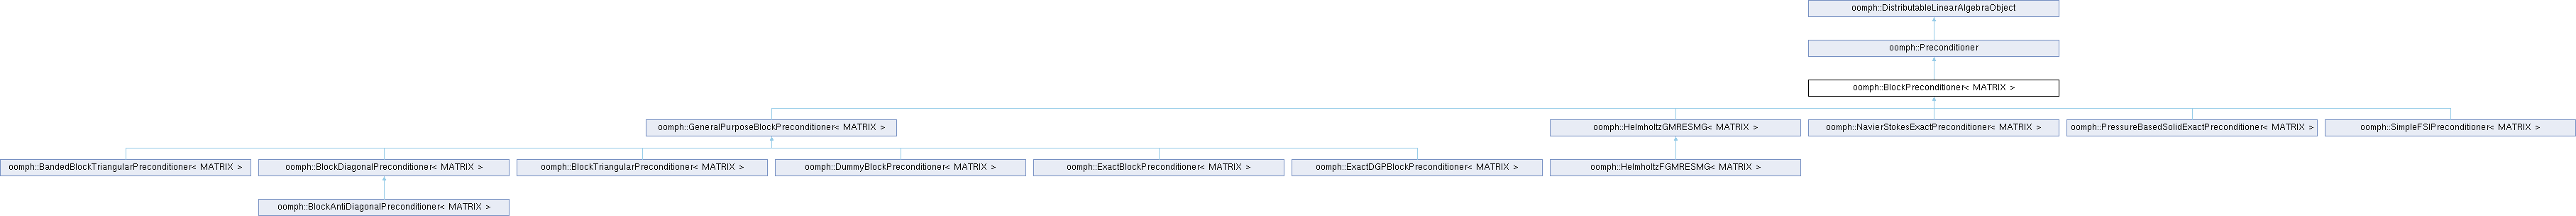 oomph::DistributableLinearAlgebraObject
oomph::Preconditioner
oomph::BlockPreconditioner< MATRIX >
oomph::GeneralPurposeBlockPreconditioner< MATRIX >
oomph::HelmholtzGMRESMG< MATRIX >
oomph::NavierStokesExactPreconditioner< MATRIX >
oomph::PressureBasedSolidExactPreconditioner< MATRIX >
oomph::SimpleFSIPreconditioner< MATRIX >
oomph::BandedBlockTriangularPreconditioner< MATRIX >
oomph::BlockDiagonalPreconditioner< MATRIX >
oomph::BlockTriangularPreconditioner< MATRIX >
oomph::DummyBlockPreconditioner< MATRIX >
oomph::ExactBlockPreconditioner< MATRIX >
oomph::ExactDGPBlockPreconditioner< MATRIX >
oomph::HelmholtzFGMRESMG< MATRIX >
oomph::BlockAntiDiagonalPreconditioner< MATRIX >